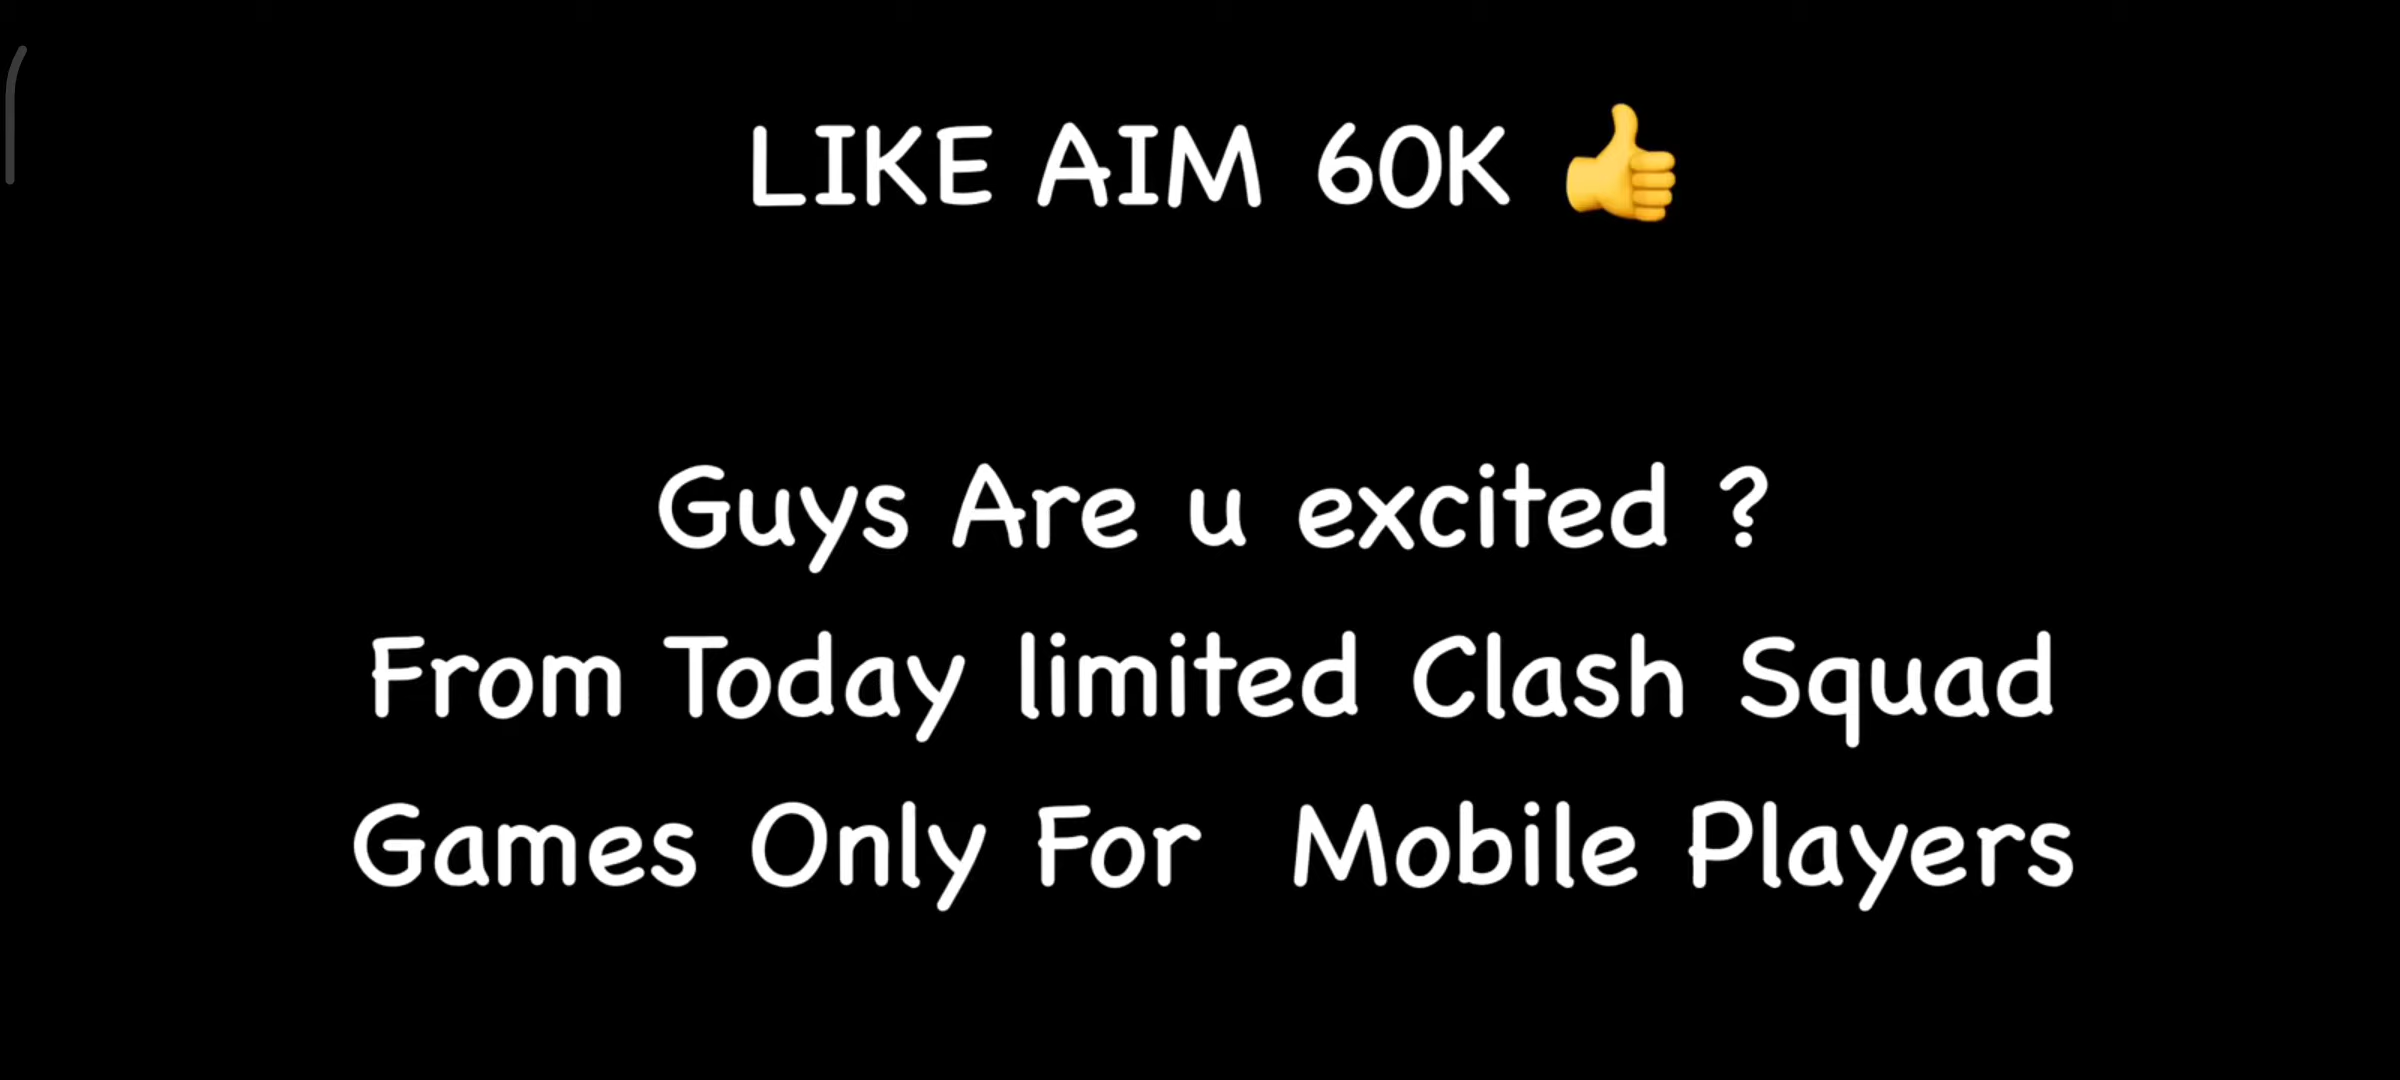 LIKE AIM 60K 👍
Guys Are u excited ?
From Today limited Clash Squad
Games Only For Mobile Players